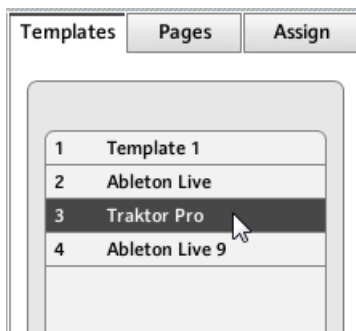 Templates Pages Assign
1 Template 1
2 Ableton Live
3 Traktor Pro
4 Ableton Live 9